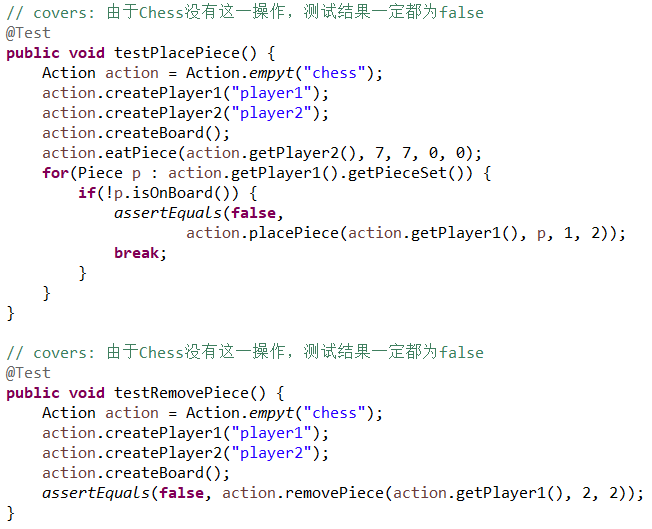 // covers: 由于Chess没有这一操作，测试结果一定都为false
@Test
public void testPlacePiece() {
    Action action = Action.empyt("chess");
    action.createPlayer1("player1");
    action.createPlayer2("player2");
    action.createBoard();
    action.eatPiece(action.getPlayer2(), 7, 7, 0, 0);
    for(Piece p : action.getPlayer1().getPieceSet()) {
        if(!p.isOnBoard()) {
            assertEquals(false,
                    action.placePiece(action.getPlayer1(), p, 1, 2));
            break;
        }
    }
}

// covers: 由于Chess没有这一操作，测试结果一定都为false
@Test
public void testRemovePiece() {
    Action action = Action.empyt("chess");
    action.createPlayer1("player1");
    action.createPlayer2("player2");
    action.createBoard();
    assertEquals(false, action.removePiece(action.getPlayer1(), 2, 2));
}